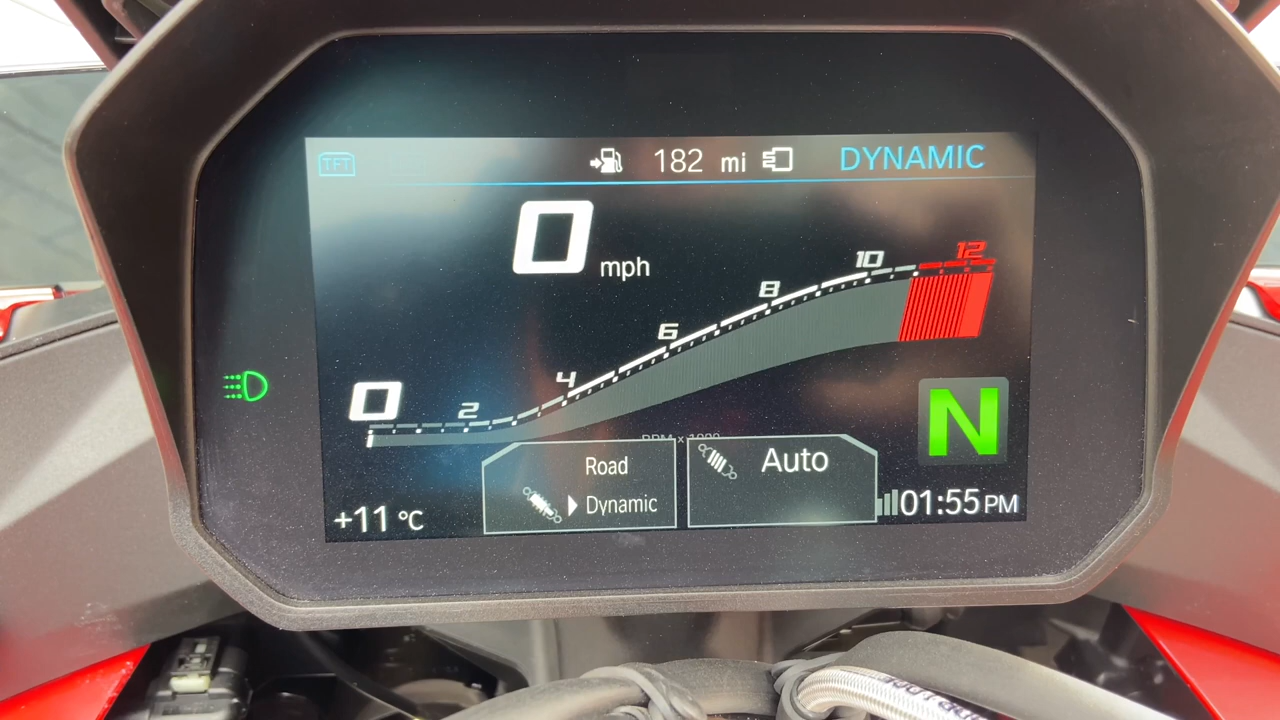 TFT
182 mi
DYNAMIC
0 mph
0
2
4
6
8
10
12
RPM x 1000
Road
Dynamic
Auto
N
+11 °C
01:55 PM